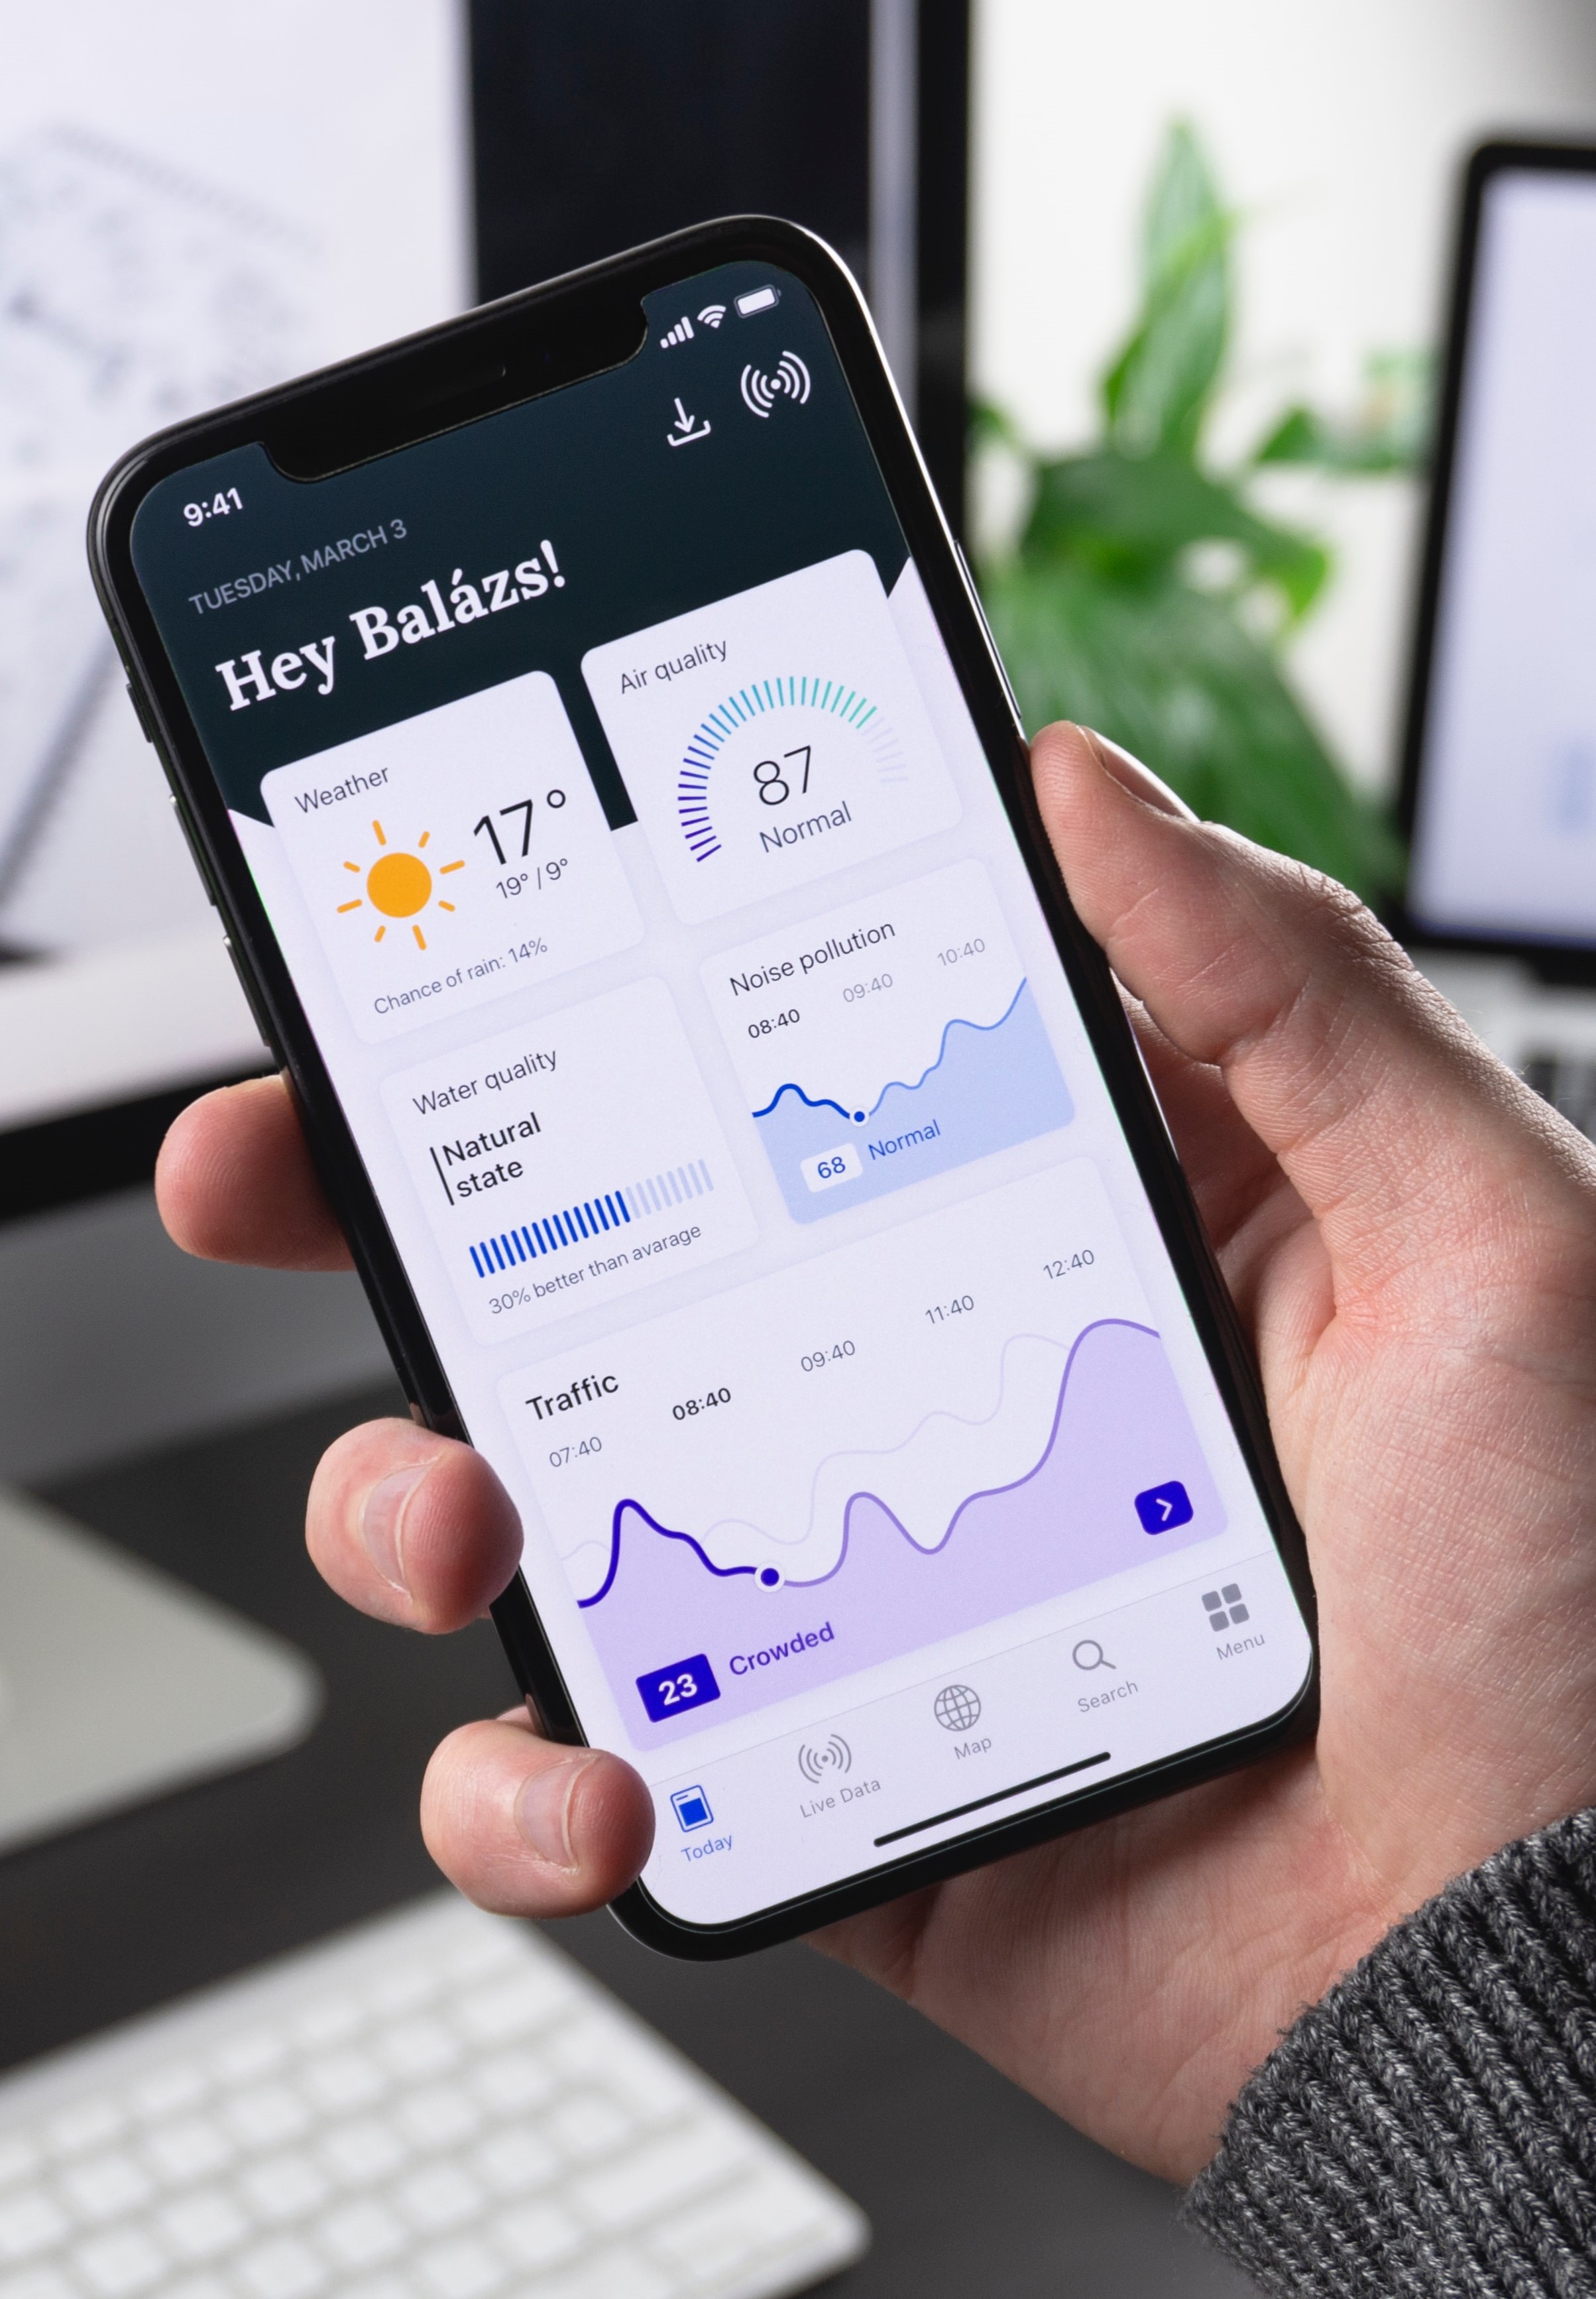 9:41
TUESDAY, MARCH 3
Hey Balázs!
Weather
17°
19° / 9°
Chance of rain: 14%
Air quality
87
Normal
Water quality
Natural
state
30% better than avarage
Noise pollution
08:40 09:40 10:40
68 Normal
Traffic
07:40 08:40 09:40 11:40 12:40
23 Crowded
Today Live Data Map Search Menu